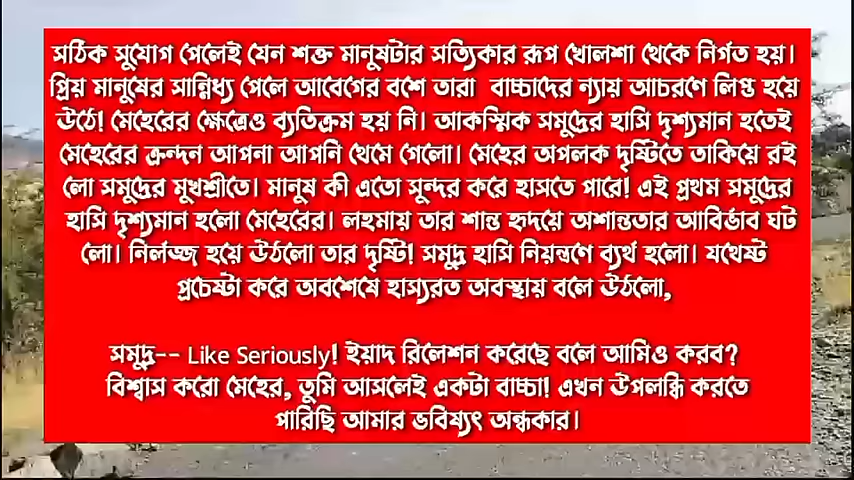 সঠিক সুযোগ পেলেই যেন শক্ত মানুষটার সত্যিকার রূপ খোলশা থেকে নির্গত হয়।
প্রিয় মানুষের সান্নিধ্য পেলে আবেগের বশে তারা বাচ্চাদের ন্যায় আচরণে লিপ্ত হয়ে
উঠে! মেহেরের ক্ষেত্রেও ব্যতিক্রম হয় নি। আকস্মিক সমুদ্রের হাসি দৃশ্যমান হতেই
মেহেরের ক্রন্দন আপনা আপনি থেমে গেলো। মেহের অপলক দৃষ্টিতে তাকিয়ে রই
লো সমুদ্রের মুখশ্রীতে। মানুষ কী এতো সুন্দর করে হাসতে পারে! এই প্রথম সমুদ্রের
হাসি দৃশ্যমান হলো মেহেরের। লহমায় তার শান্ত হৃদয়ে অশান্ততার আবির্ভাব ঘট
লো। নির্লজ্জ হয়ে উঠলো তার দৃষ্টি! সমুদ্র হাসি নিয়ন্ত্রণে ব্যর্থ হলো। যথেষ্ট
প্রচেষ্টা করে অবশেষে হাস্যরত অবস্থায় বলে উঠলো,
সমুদ্র-- Like Seriously! ইয়াদ রিলেশন করেছে বলে আমিও করব?
বিশ্বাস করো মেহের, তুমি আসলেই একটা বাচ্চা! এখন উপলব্ধি করতে
পারিছি আমার ভবিষ্যৎ অন্ধকার।